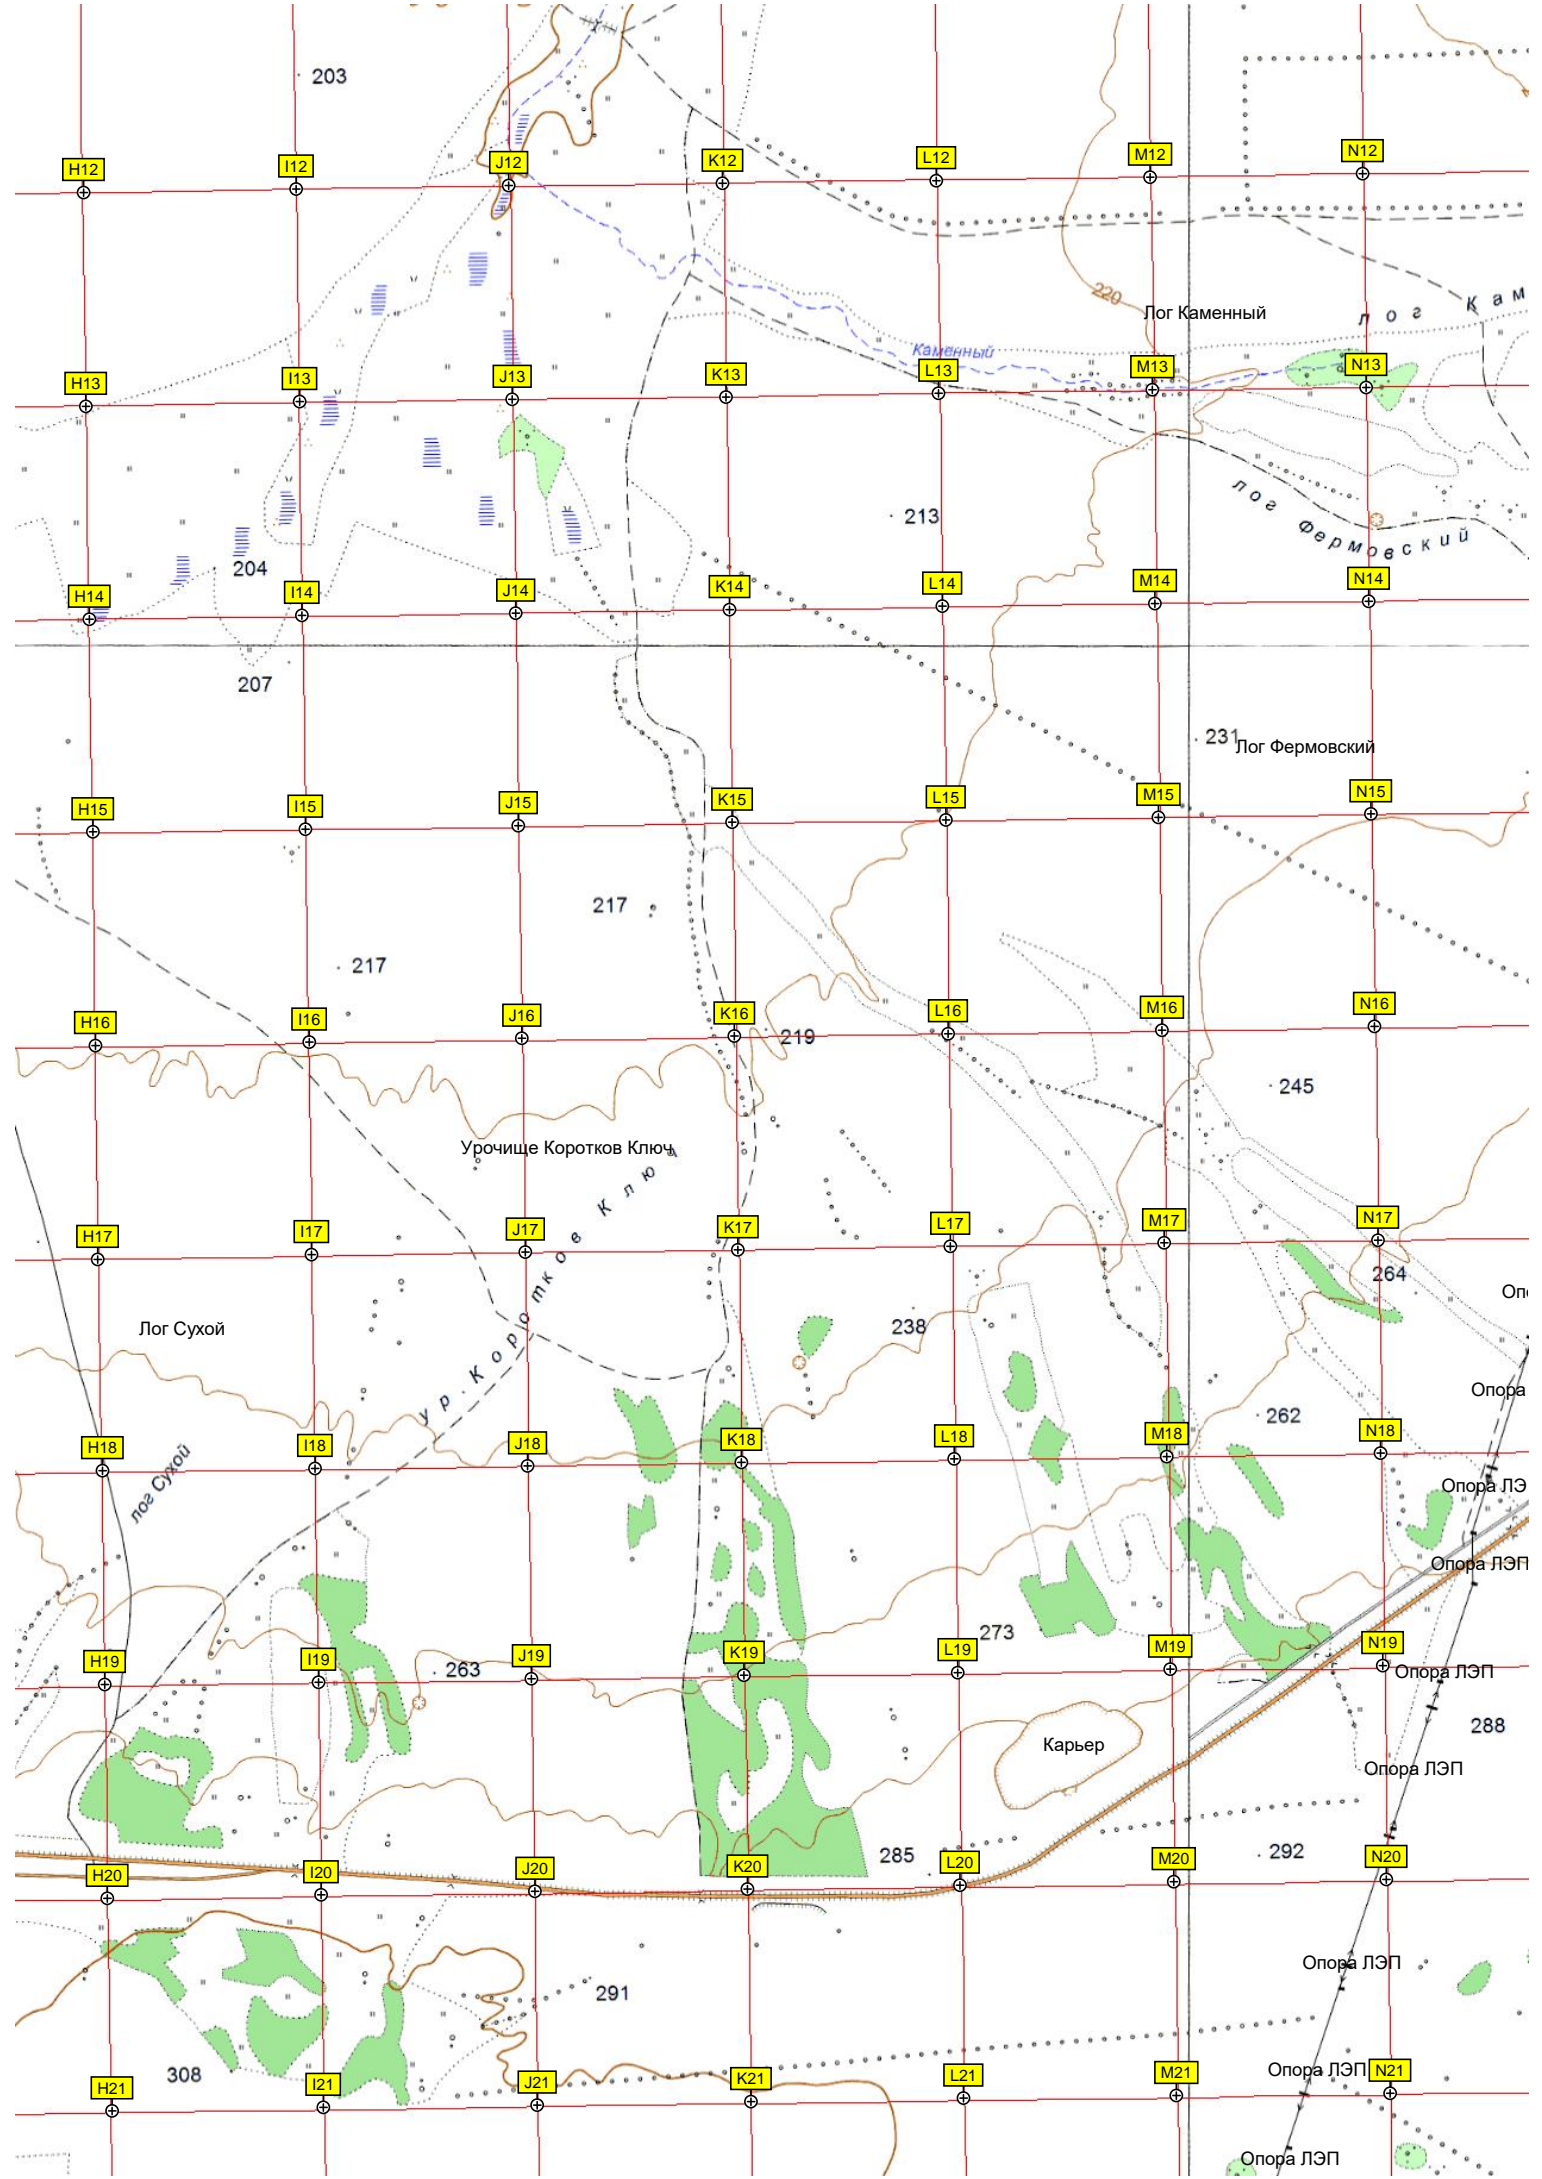 203
H12
I12
J12
K12
L12
M12
N12
220
Лог Каменный
лог Кам
Каменный
H13
I13
J13
K13
L13
M13
N13
лог Фермовский
213
204
H14
I14
J14
K14
L14
M14
N14
207
231
Лог Фермовский
H15
I15
J15
K15
L15
M15
N15
217
217
H16
I16
J16
K16
L16
M16
N16
219
245
Урочище Коротков Ключ
ур. Коротков Ключ
H17
I17
J17
K17
L17
M17
N17
264
Опо
Лог Сухой
238
Опора
262
H18
I18
J18
K18
L18
M18
N18
лог Сухой
Опора ЛЭ
Опора ЛЭП
273
H19
I19
J19
K19
L19
M19
N19
263
Опора ЛЭП
288
Карьер
Опора ЛЭП
285
292
H20
I20
J20
K20
L20
M20
N20
Опора ЛЭП
291
308
Опора ЛЭП
H21
I21
J21
K21
L21
M21
N21
Опора ЛЭП